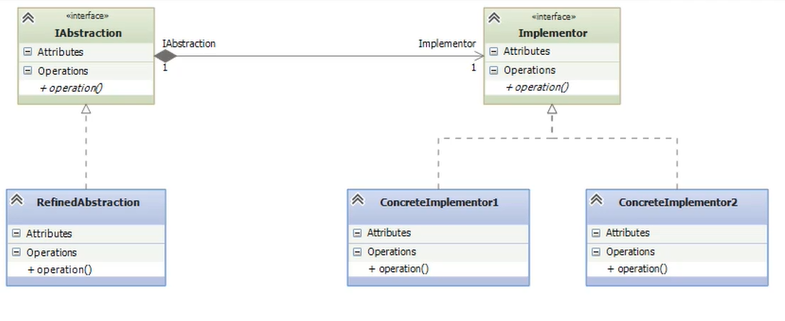 «interface»
IAbstraction
Attributes
Operations
+ operation()
IAbstraction
1
Implementor
1
«interface»
Implementor
Attributes
Operations
+ operation()
RefinedAbstraction
Attributes
Operations
+ operation()
ConcreteImplementor1
Attributes
Operations
+ operation()
ConcreteImplementor2
Attributes
Operations
+ operation()